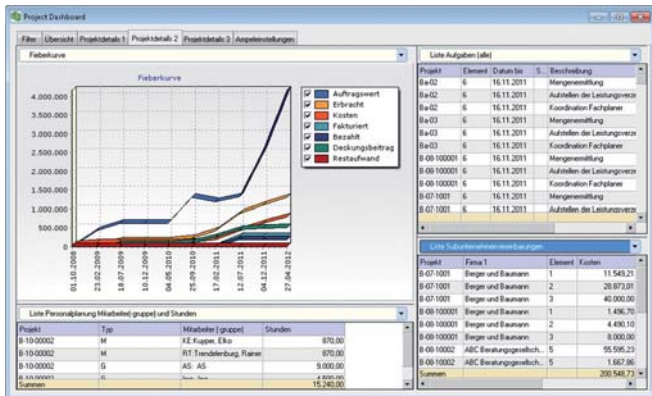 Project Dashboard
Filter Übersicht Projektdetails 1 Projektdetails 2 Projektdetails 3 Ampeleinstellungen
Fieberkurve
Fieberkurve
4.000.000
3.500.000
3.000.000
2.500.000
2.000.000
1.500.000
1.000.000
500.000
0
01.10.2008
23.02.2009
18.07.2009
10.12.2009
04.05.2010
25.09.2010
17.02.2011
12.07.2011
04.12.2011
27.04.2012
Auftragswert
Erbracht
Kosten
Fakturiert
Bezahlt
Deckungsbeitrag
Restaufwand
Liste Aufgaben (alle)
Projekt Element Datum bis S... Beschreibung
Ba-02 6 16.11.2011 Mengenermittlung
Ba-02 6 16.11.2011 Aufstellen der Leistungsverze
Ba-02 6 16.11.2011 Koordination Fachplaner
Ba-03 6 16.11.2011 Mengenermittlung
Ba-03 6 16.11.2011 Aufstellen der Leistungsverze
Ba-03 6 16.11.2011 Koordination Fachplaner
B-08-100001 6 16.11.2011 Mengenermittlung
B-08-100001 6 16.11.2011 Aufstellen der Leistungsverze
B-08-100001 6 16.11.2011 Koordination Fachplaner
B-07-1001 6 16.11.2011 Mengenermittlung
B-07-1001 6 16.11.2011 Aufstellen der Leistungsverze
Liste Subunternehmervereinbarungen
Projekt Firma 1 Element Kosten
B-07-1001 Berger und Baumann 1 11.549,21
B-07-1001 Berger und Baumann 2 28.873,01
B-07-1001 Berger und Baumann 3 40.000,00
B-08-100001 Berger und Baumann 1 1.496,70
B-08-100001 Berger und Baumann 2 4.490,10
B-08-100001 Berger und Baumann 3 8.000,00
B-08-10002 ABC Beratungsgesellsch... 5 55.595,23
B-08-10002 ABC Beratungsgesellsch... 5 1.667,86
Summen 200.548,73
Liste Personalplanung Mitarbeiter(-gruppe) und Stunden
Projekt Typ Mitarbeiter (-gruppe) Stunden
B-10-00002 M KE:Kuyper, Elko 870,00
B-10-00002 M RT:Trendelenburg, Rainer 870,00
B-10-00002 G AS: AS 9.000,00
Summen 15.240,00